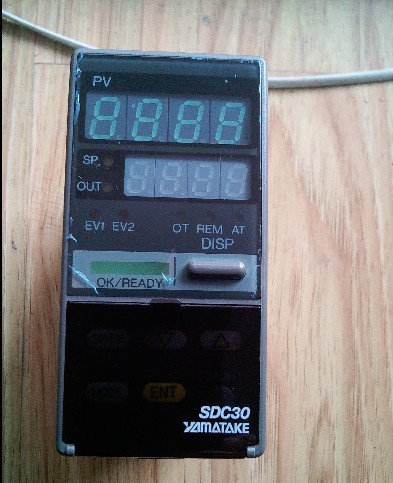 PV
8888
SP
8888
OUT
EV1 EV2
OT REM AT
DISP
OK/READY
ENT
SDC30
YAMATAKE